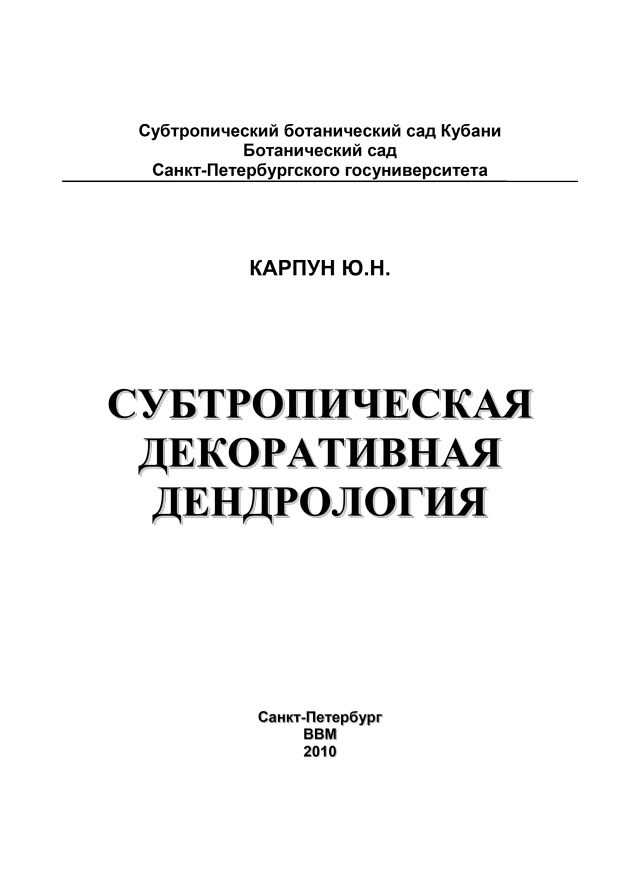 Субтропический ботанический сад Кубани
Ботанический сад
Санкт-Петербургского госуниверситета
КАРПУН Ю.Н.
СУБТРОПИЧЕСКАЯ
ДЕКОРАТИВНАЯ
ДЕНДРОЛОГИЯ
Санкт-Петербург
ВВМ
2010